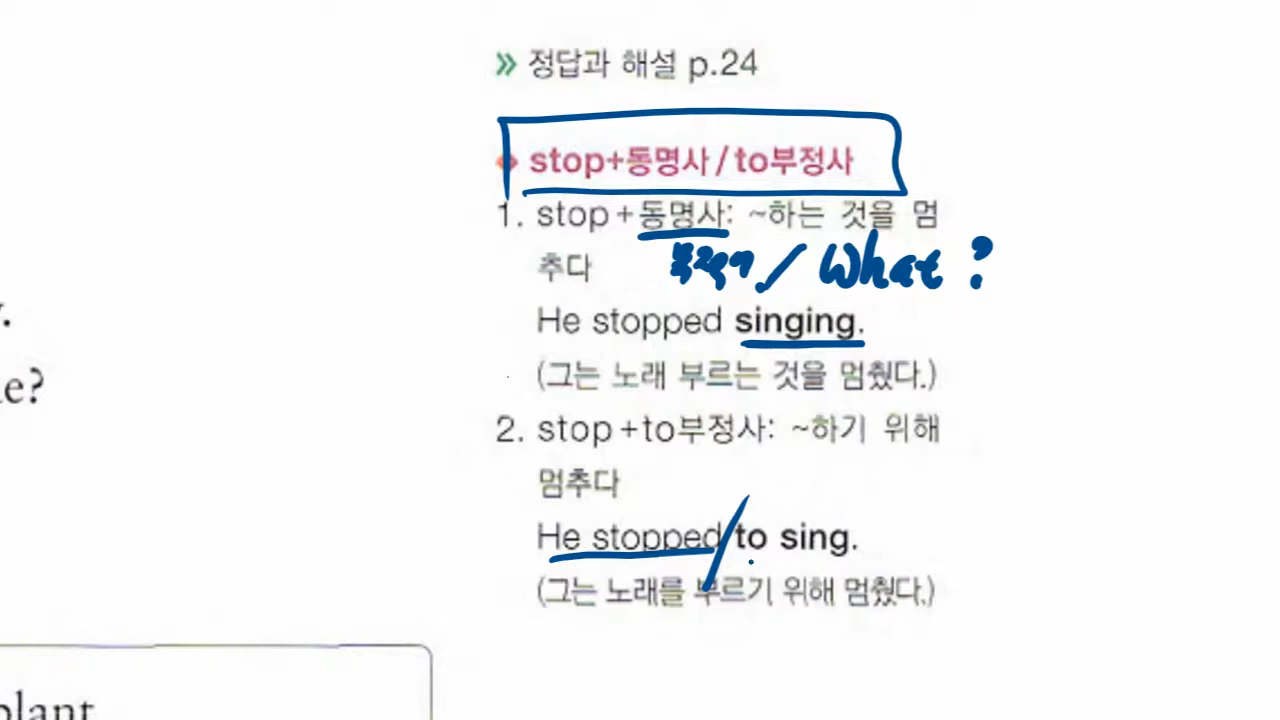 » 정답과 해설 p.24
stop+동명사/to부정사
1. stop+동명사: ~하는 것을 멈
추다
/ What ?
He stopped singing.
(그는 노래 부르는 것을 멈췄다.)
e?
2. stop+to부정사: ~하기 위해
멈추다
He stopped / to sing.
(그는 노래를 부르기 위해 멈췄다.)
plant